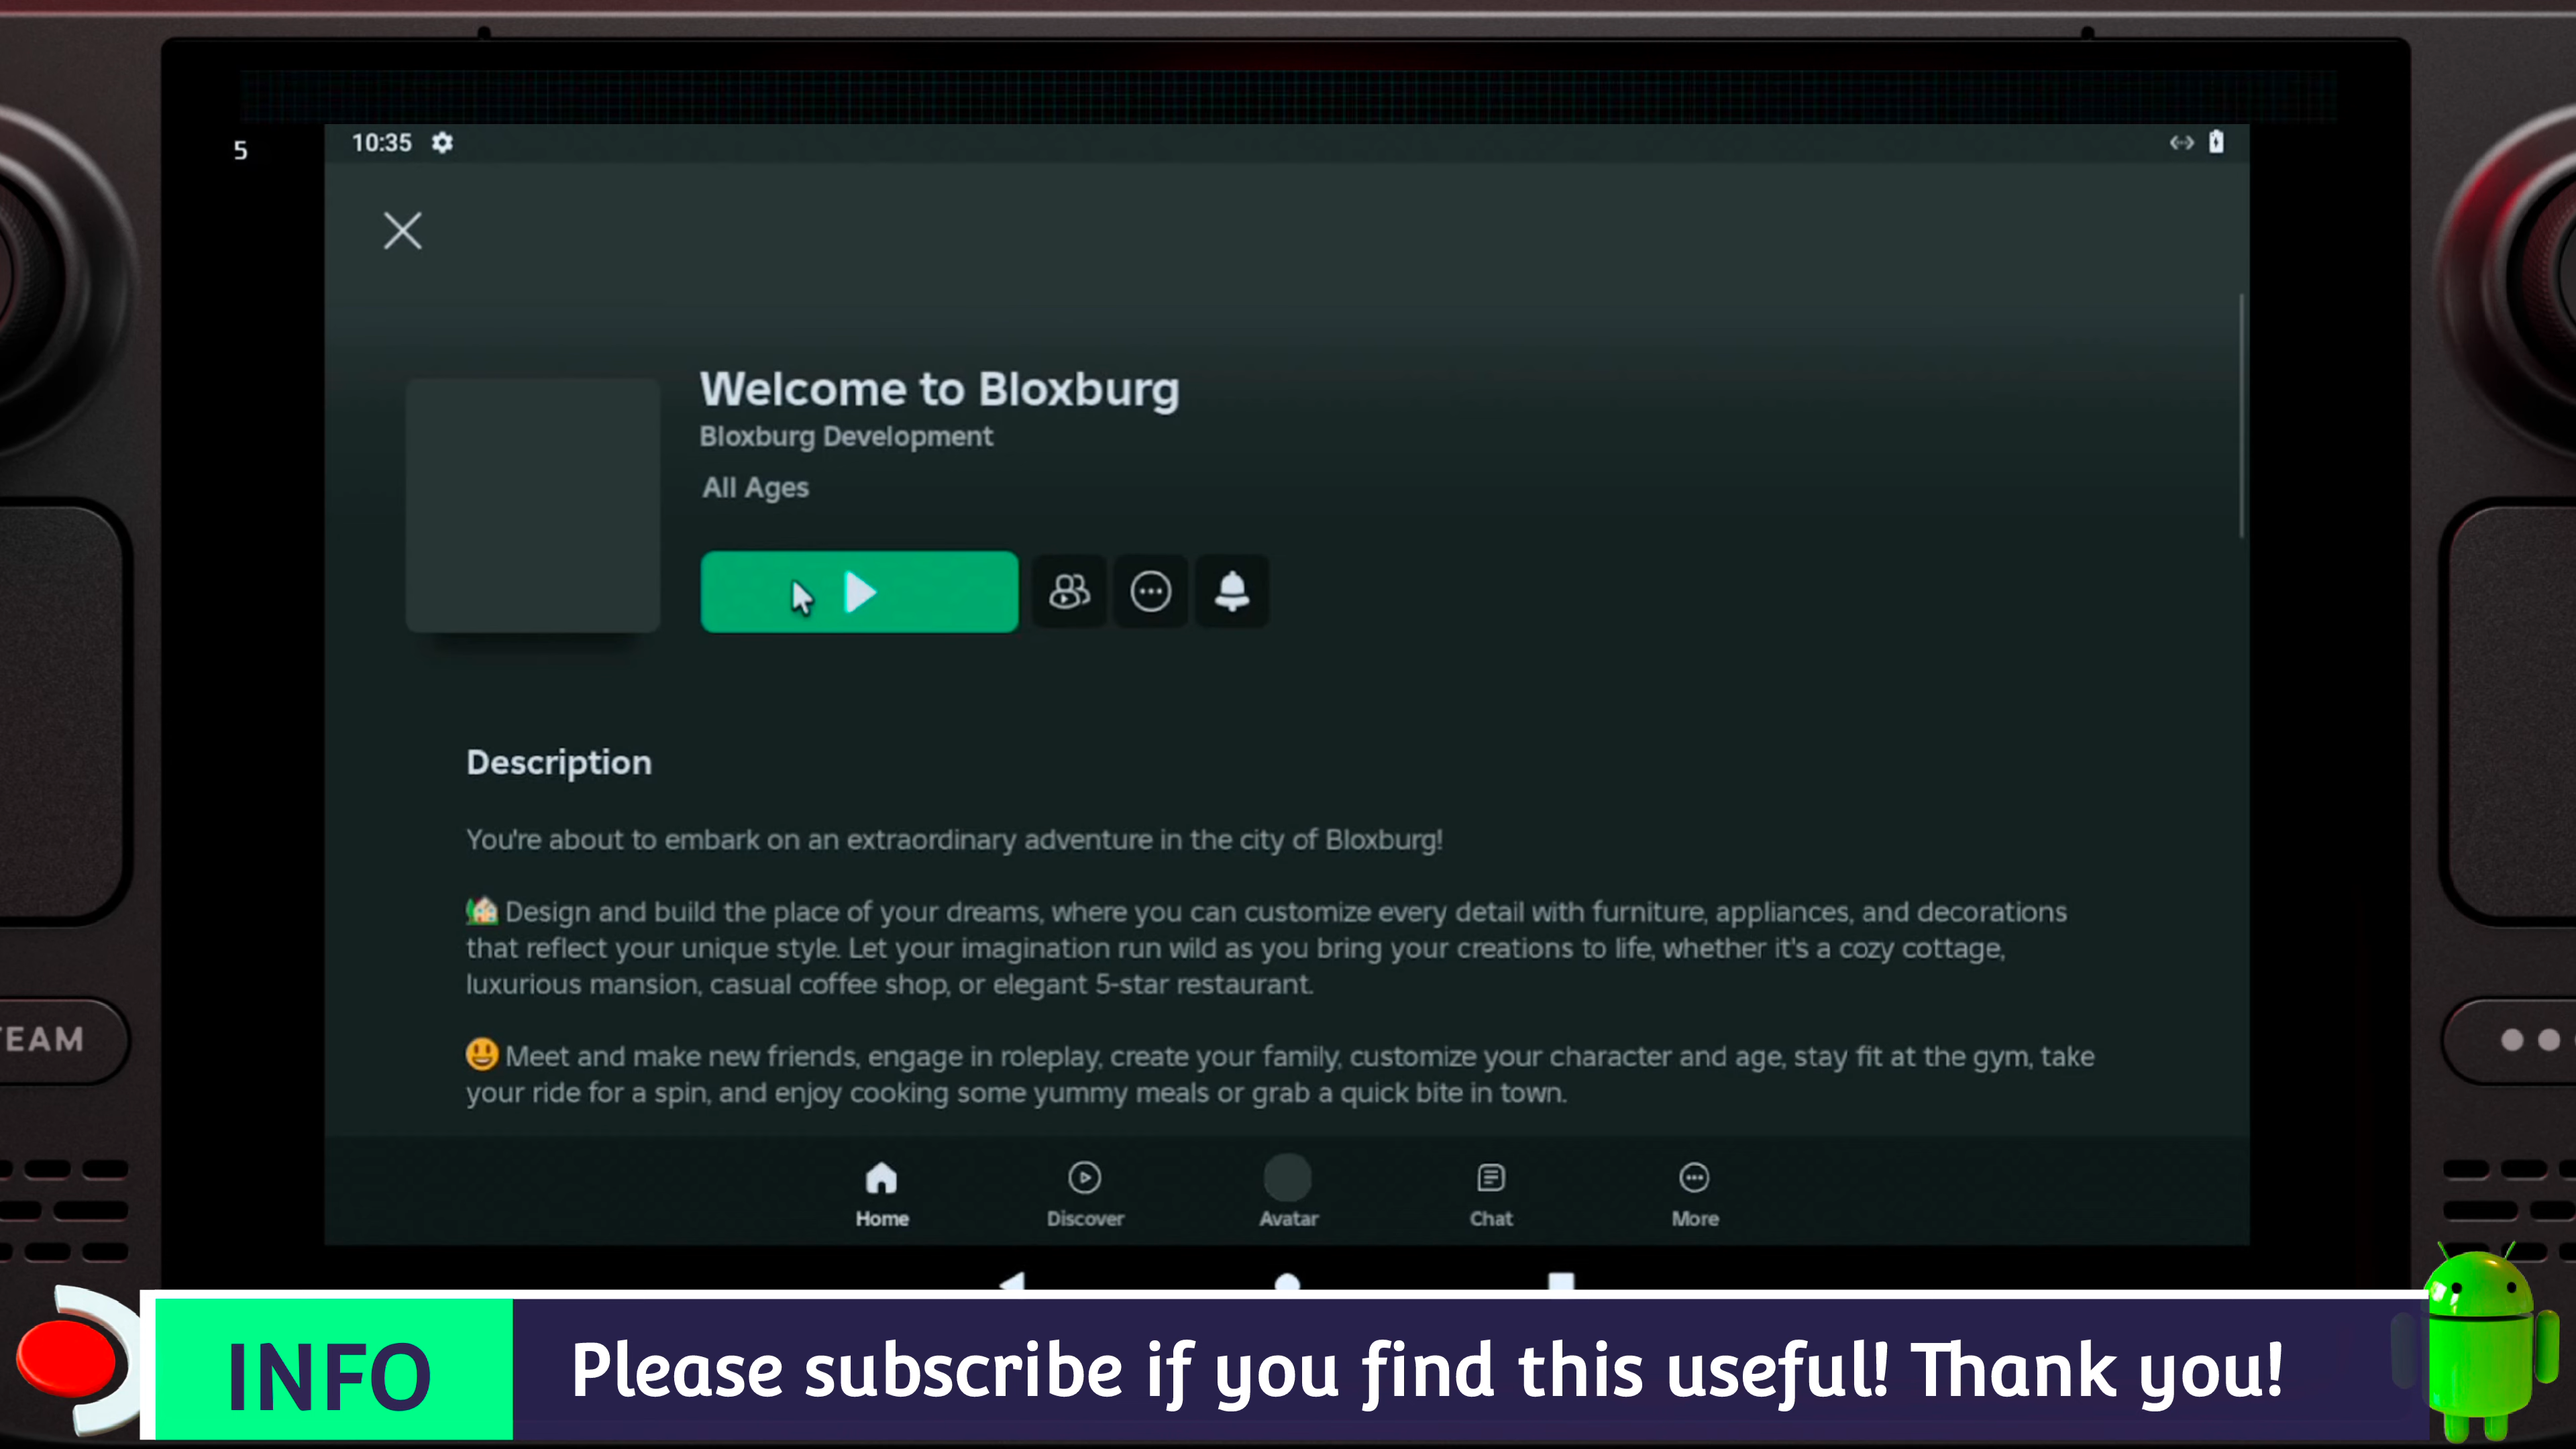 5
10:35
Welcome to Bloxburg
Bloxburg Development
All Ages
Description
You're about to embark on an extraordinary adventure in the city of Bloxburg!
🏡 Design and build the place of your dreams, where you can customize every detail with furniture, appliances, and decorations
that reflect your unique style. Let your imagination run wild as you bring your creations to life, whether it's a cozy cottage,
luxurious mansion, casual coffee shop, or elegant 5-star restaurant.
😃 Meet and make new friends, engage in roleplay, create your family, customize your character and age, stay fit at the gym, take
your ride for a spin, and enjoy cooking some yummy meals or grab a quick bite in town.
TEAM
Home Discover Avatar Chat More
INFO Please subscribe if you find this useful! Thank you!